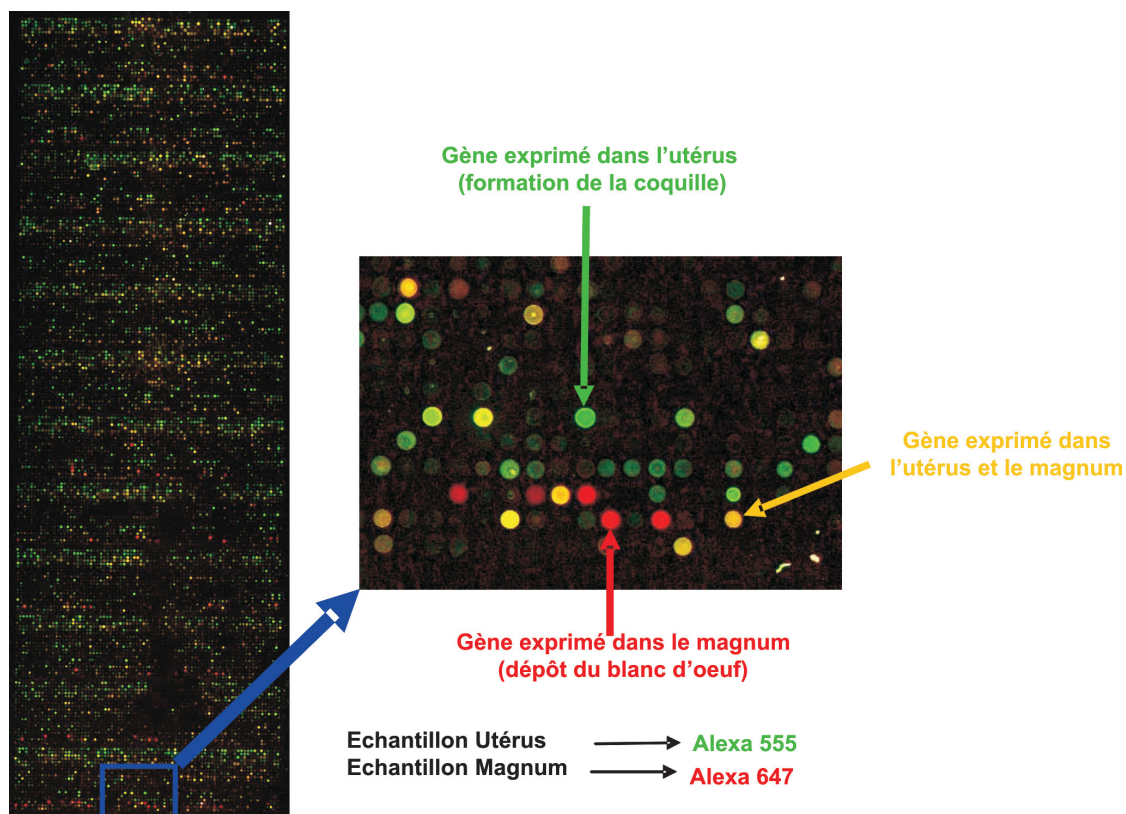 Gène exprimé dans l'utérus
(formation de la coquille)
Gène exprimé dans
l'utérus et le magnum
Gène exprimé dans le magnum
(dépôt du blanc d'oeuf)
Echantillon Utérus
Alexa 555
Echantillon Magnum
Alexa 647